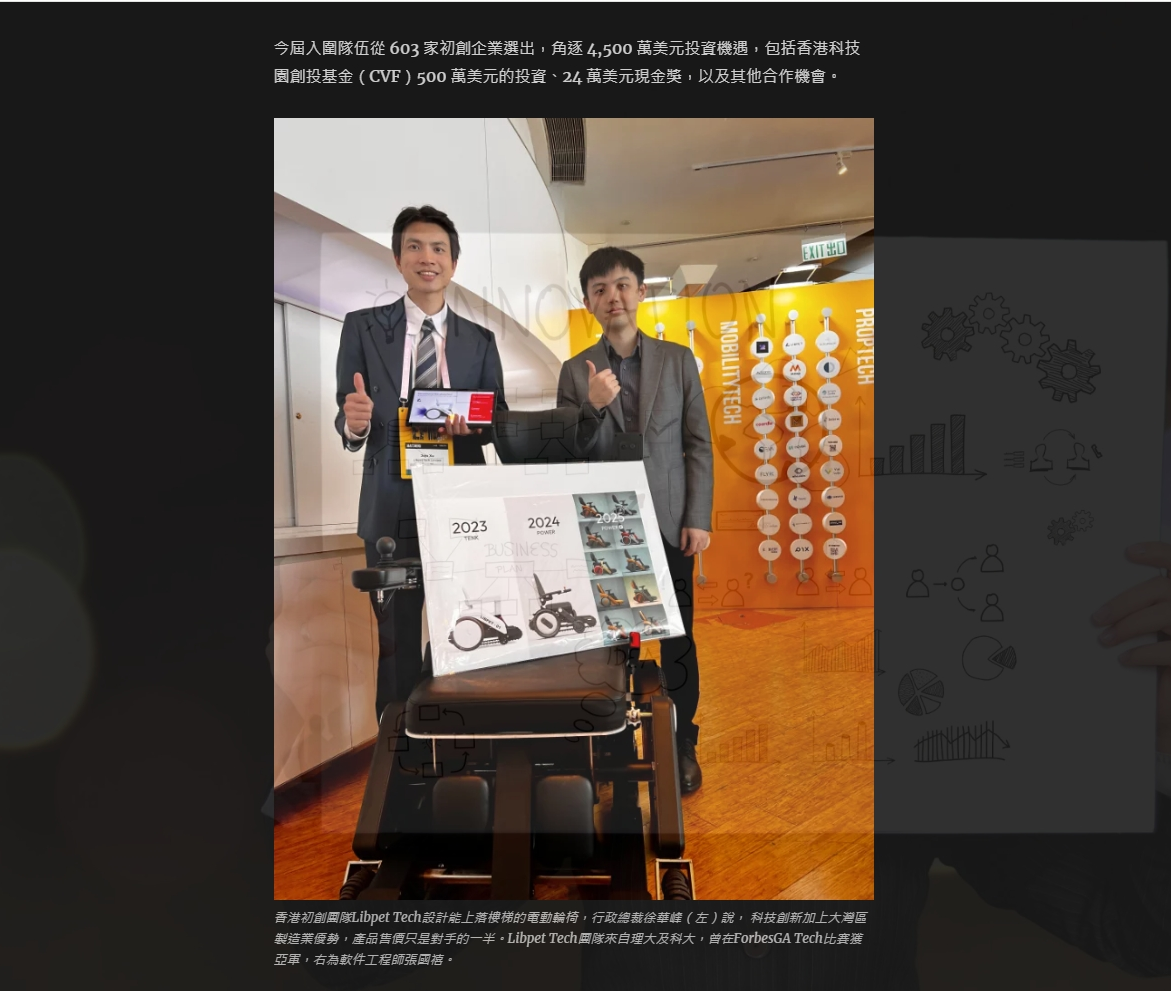 今屆入圍隊伍從 603 家初創企業選出，角逐 4,500 萬美元投資機遇，包括香港科技
園創投基金 ( CVF ) 500 萬美元的投資、24 萬美元現金獎，以及其他合作機會。
EXIT 出口
INNOVATION
MOBILITYTECH
PROPTECH
2023
TENK
2024
POWER
2025
BUSINESS
PLAN
IDEA
香港初創團隊Libpet Tech設計能上落樓梯的電動輪椅，行政總裁徐華峰（左）說， 科技創新加上大灣區
製造業優勢，產品售價只是對手的一半。Libpet Tech團隊來自理大及科大，曾在ForbesGA Tech比賽獲
亞軍，右為軟件工程師張國禧。